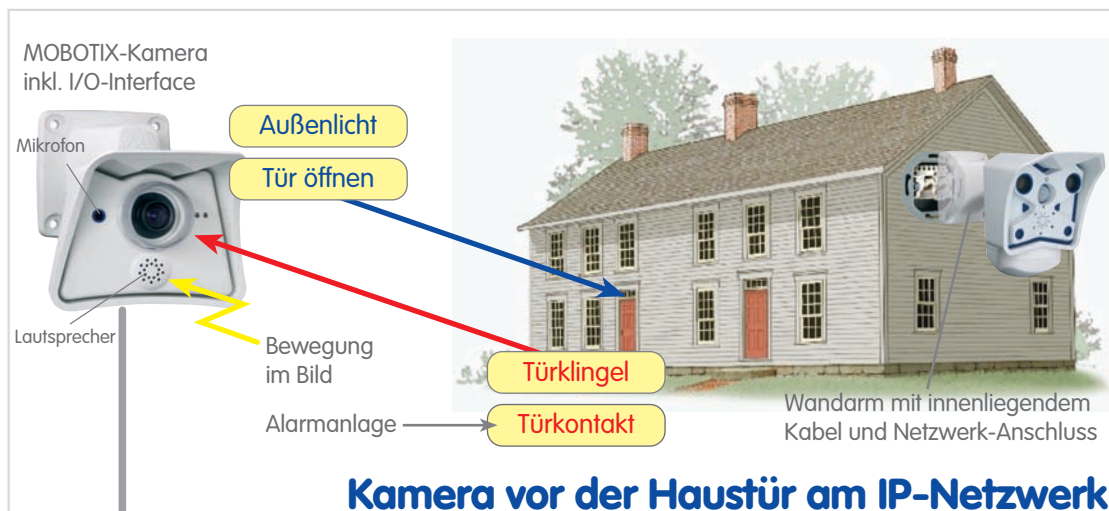 MOBOTIX-Kamera
inkl. I/O-Interface
Mikrofon
Außenlicht
Tür öffnen
Lautsprecher
Bewegung
im Bild
Türklingel
Alarmanlage
Türkontakt
Wandarm mit innenliegendem
Kabel und Netzwerk-Anschluss
Kamera vor der Haustür am IP-Netzwerk